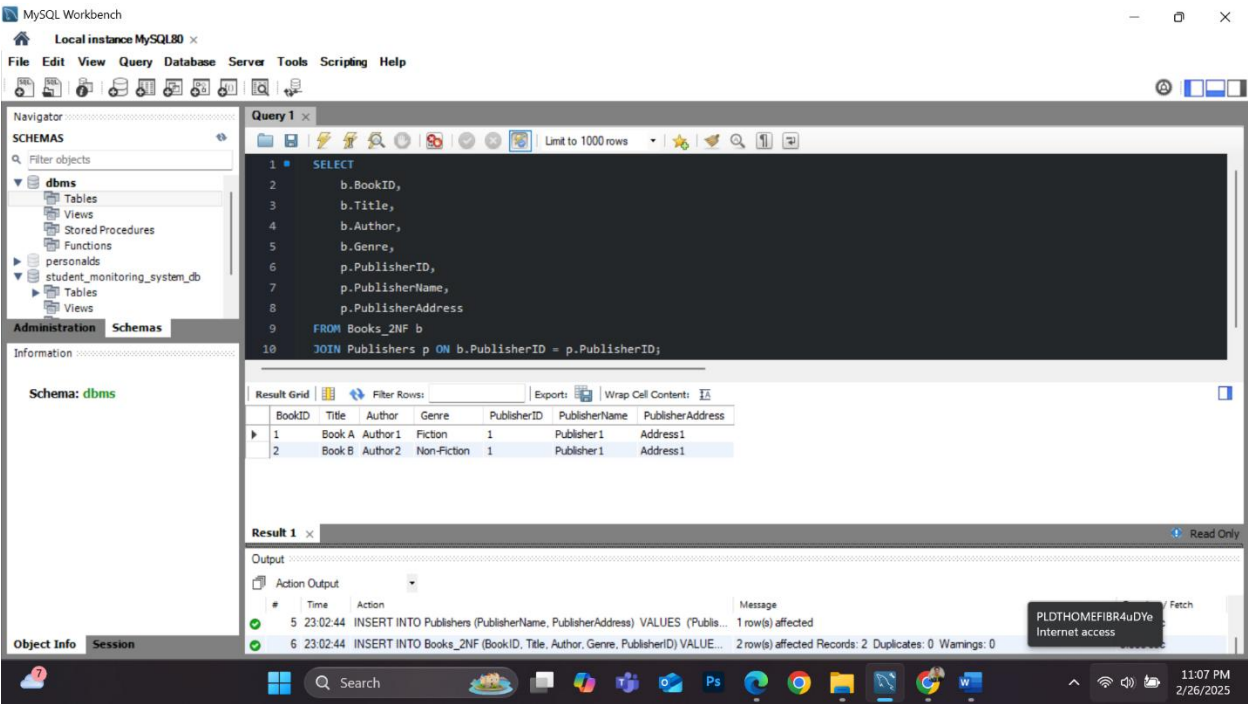 MySQL Workbench
Local instance MySQL80
File Edit View Query Database Server Tools Scripting Help
Navigator
SCHEMAS
Filter objects
dbms
Tables
Views
Stored Procedures
Functions
personalds
student_monitoring_system_db
Tables
Views
Administration Schemas
Information
Schema: dbms
Object Info Session
Query 1
Limit to 1000 rows
1 SELECT
2 b.BookID,
3 b.Title,
4 b.Author,
5 b.Genre,
6 p.PublisherID,
7 p.PublisherName,
8 p.PublisherAddress
9 FROM Books_2NF b
10 JOIN Publishers p ON b.PublisherID = p.PublisherID;
Result Grid Filter Rows: Export: Wrap Cell Content:
BookID Title Author Genre PublisherID PublisherName PublisherAddress
1 Book A Author1 Fiction 1 Publisher1 Address1
2 Book B Author2 Non-Fiction 1 Publisher1 Address1
Result 1 Read Only
Output
Action Output
# Time Action Message / Fetch
5 23:02:44 INSERT INTO Publishers (PublisherName, PublisherAddress) VALUES ('Publis... 1 row(s) affected
6 23:02:44 INSERT INTO Books_2NF (BookID, Title, Author, Genre, PublisherID) VALUE... 2 row(s) affected Records: 2 Duplicates: 0 Warnings: 0
PLDTHOMEFIBR4uDYe
Internet access
7
Search
11:07 PM
2/26/2025